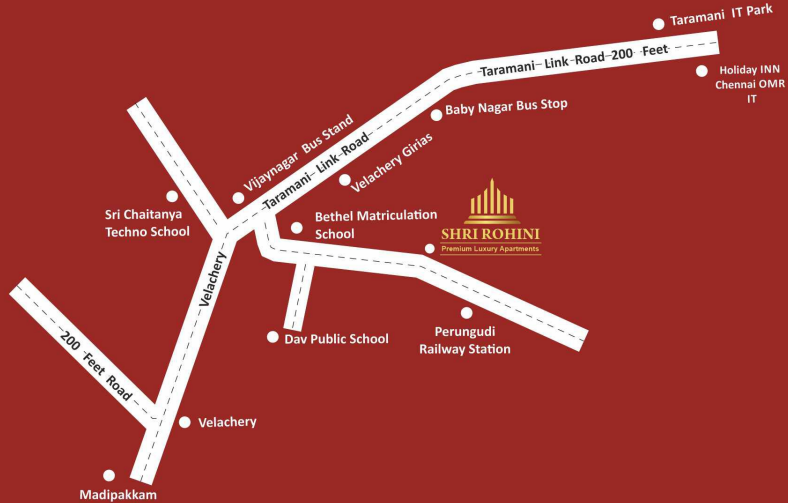 Taramani IT Park
Taramani Link Road 200 Feet
Holiday INN
Chennai OMR
IT
Baby Nagar Bus Stop
Vijaynagar Bus Stand
Taramani Link Road
Velachery Girias
Sri Chaitanya
Techno School
Bethel Matriculation
School
SHRI ROHINI
Premium Luxury Apartments
Velachery
Perungudi
Railway Station
Dav Public School
200 Feet Road
Velachery
Madipakkam